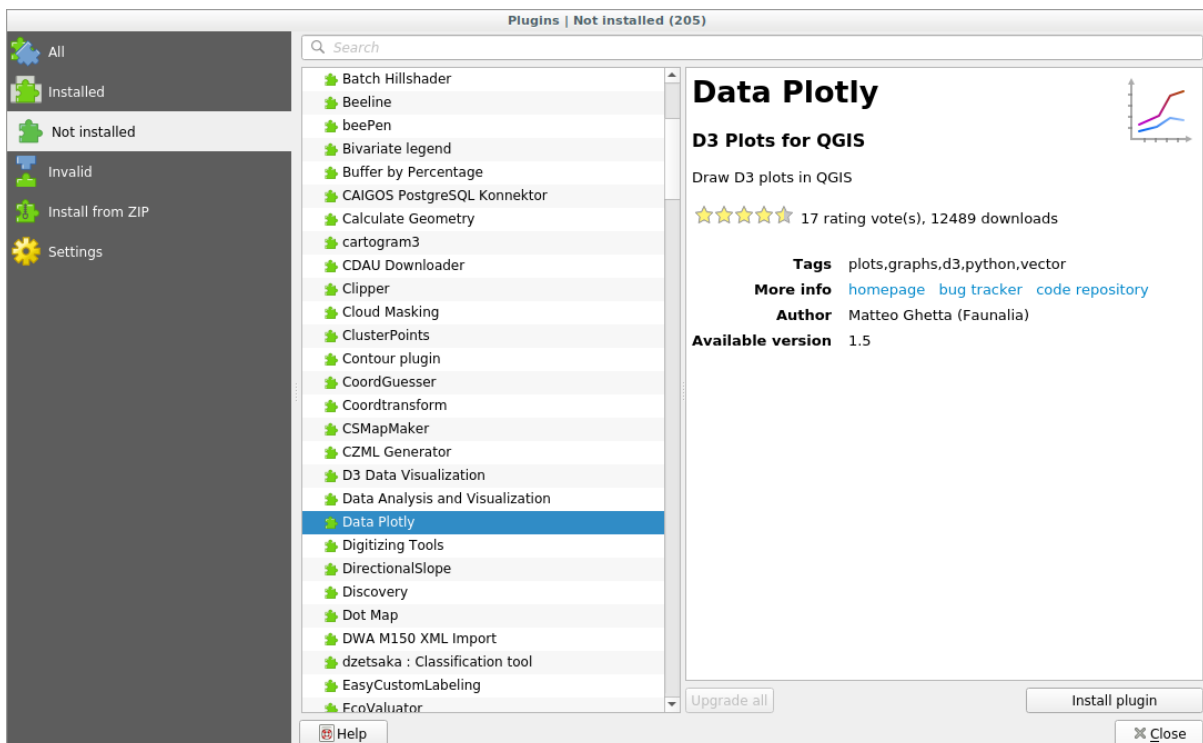 Plugins | Not installed (205)
All
Installed
Not installed
Invalid
Install from ZIP
Settings
Search
Batch Hillshader
Beeline
beePen
Bivariate legend
Buffer by Percentage
CAIGOS PostgreSQL Konnektor
Calculate Geometry
cartogram3
CDAU Downloader
Clipper
Cloud Masking
ClusterPoints
Contour plugin
CoordGuesser
Coordtransform
CSMapMaker
CZML Generator
D3 Data Visualization
Data Analysis and Visualization
Data Plotly
Digitizing Tools
DirectionalSlope
Discovery
Dot Map
DWA M150 XML Import
dzetsaka : Classification tool
EasyCustomLabeling
EcoValuator
Data Plotly
D3 Plots for QGIS
Draw D3 plots in QGIS
17 rating vote(s), 12489 downloads
Tags plots,graphs,d3,python,vector
More info homepage bug tracker code repository
Author Matteo Ghetta (Faunalia)
Available version 1.5
Upgrade all
Install plugin
Help
Close